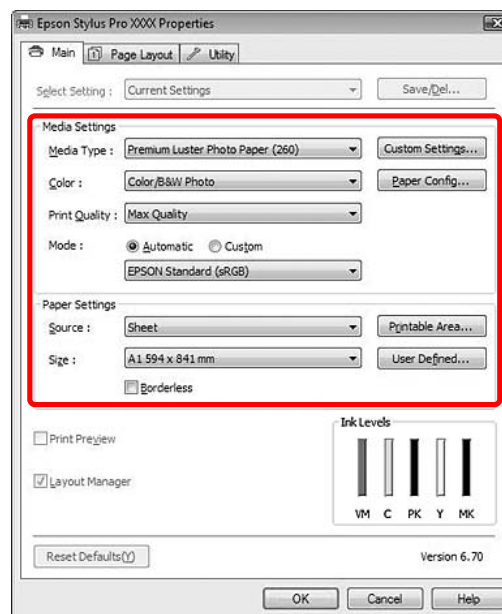 Epson Stylus Pro XXXX Properties
Main Page Layout Utility
Select Setting : Current Settings Save/Del...
Media Settings
Media Type : Premium Luster Photo Paper (260) Custom Settings...
Color : Color/B&W Photo Paper Config...
Print Quality : Max Quality
Mode : Automatic Custom
EPSON Standard (sRGB)
Paper Settings
Source : Sheet Printable Area...
Size : A1 594 x 841 mm User Defined...
Borderless
Print Preview
Layout Manager
Ink Levels
VM C PK Y MK
Reset Defaults(Y) Version 6.70
OK Cancel Help